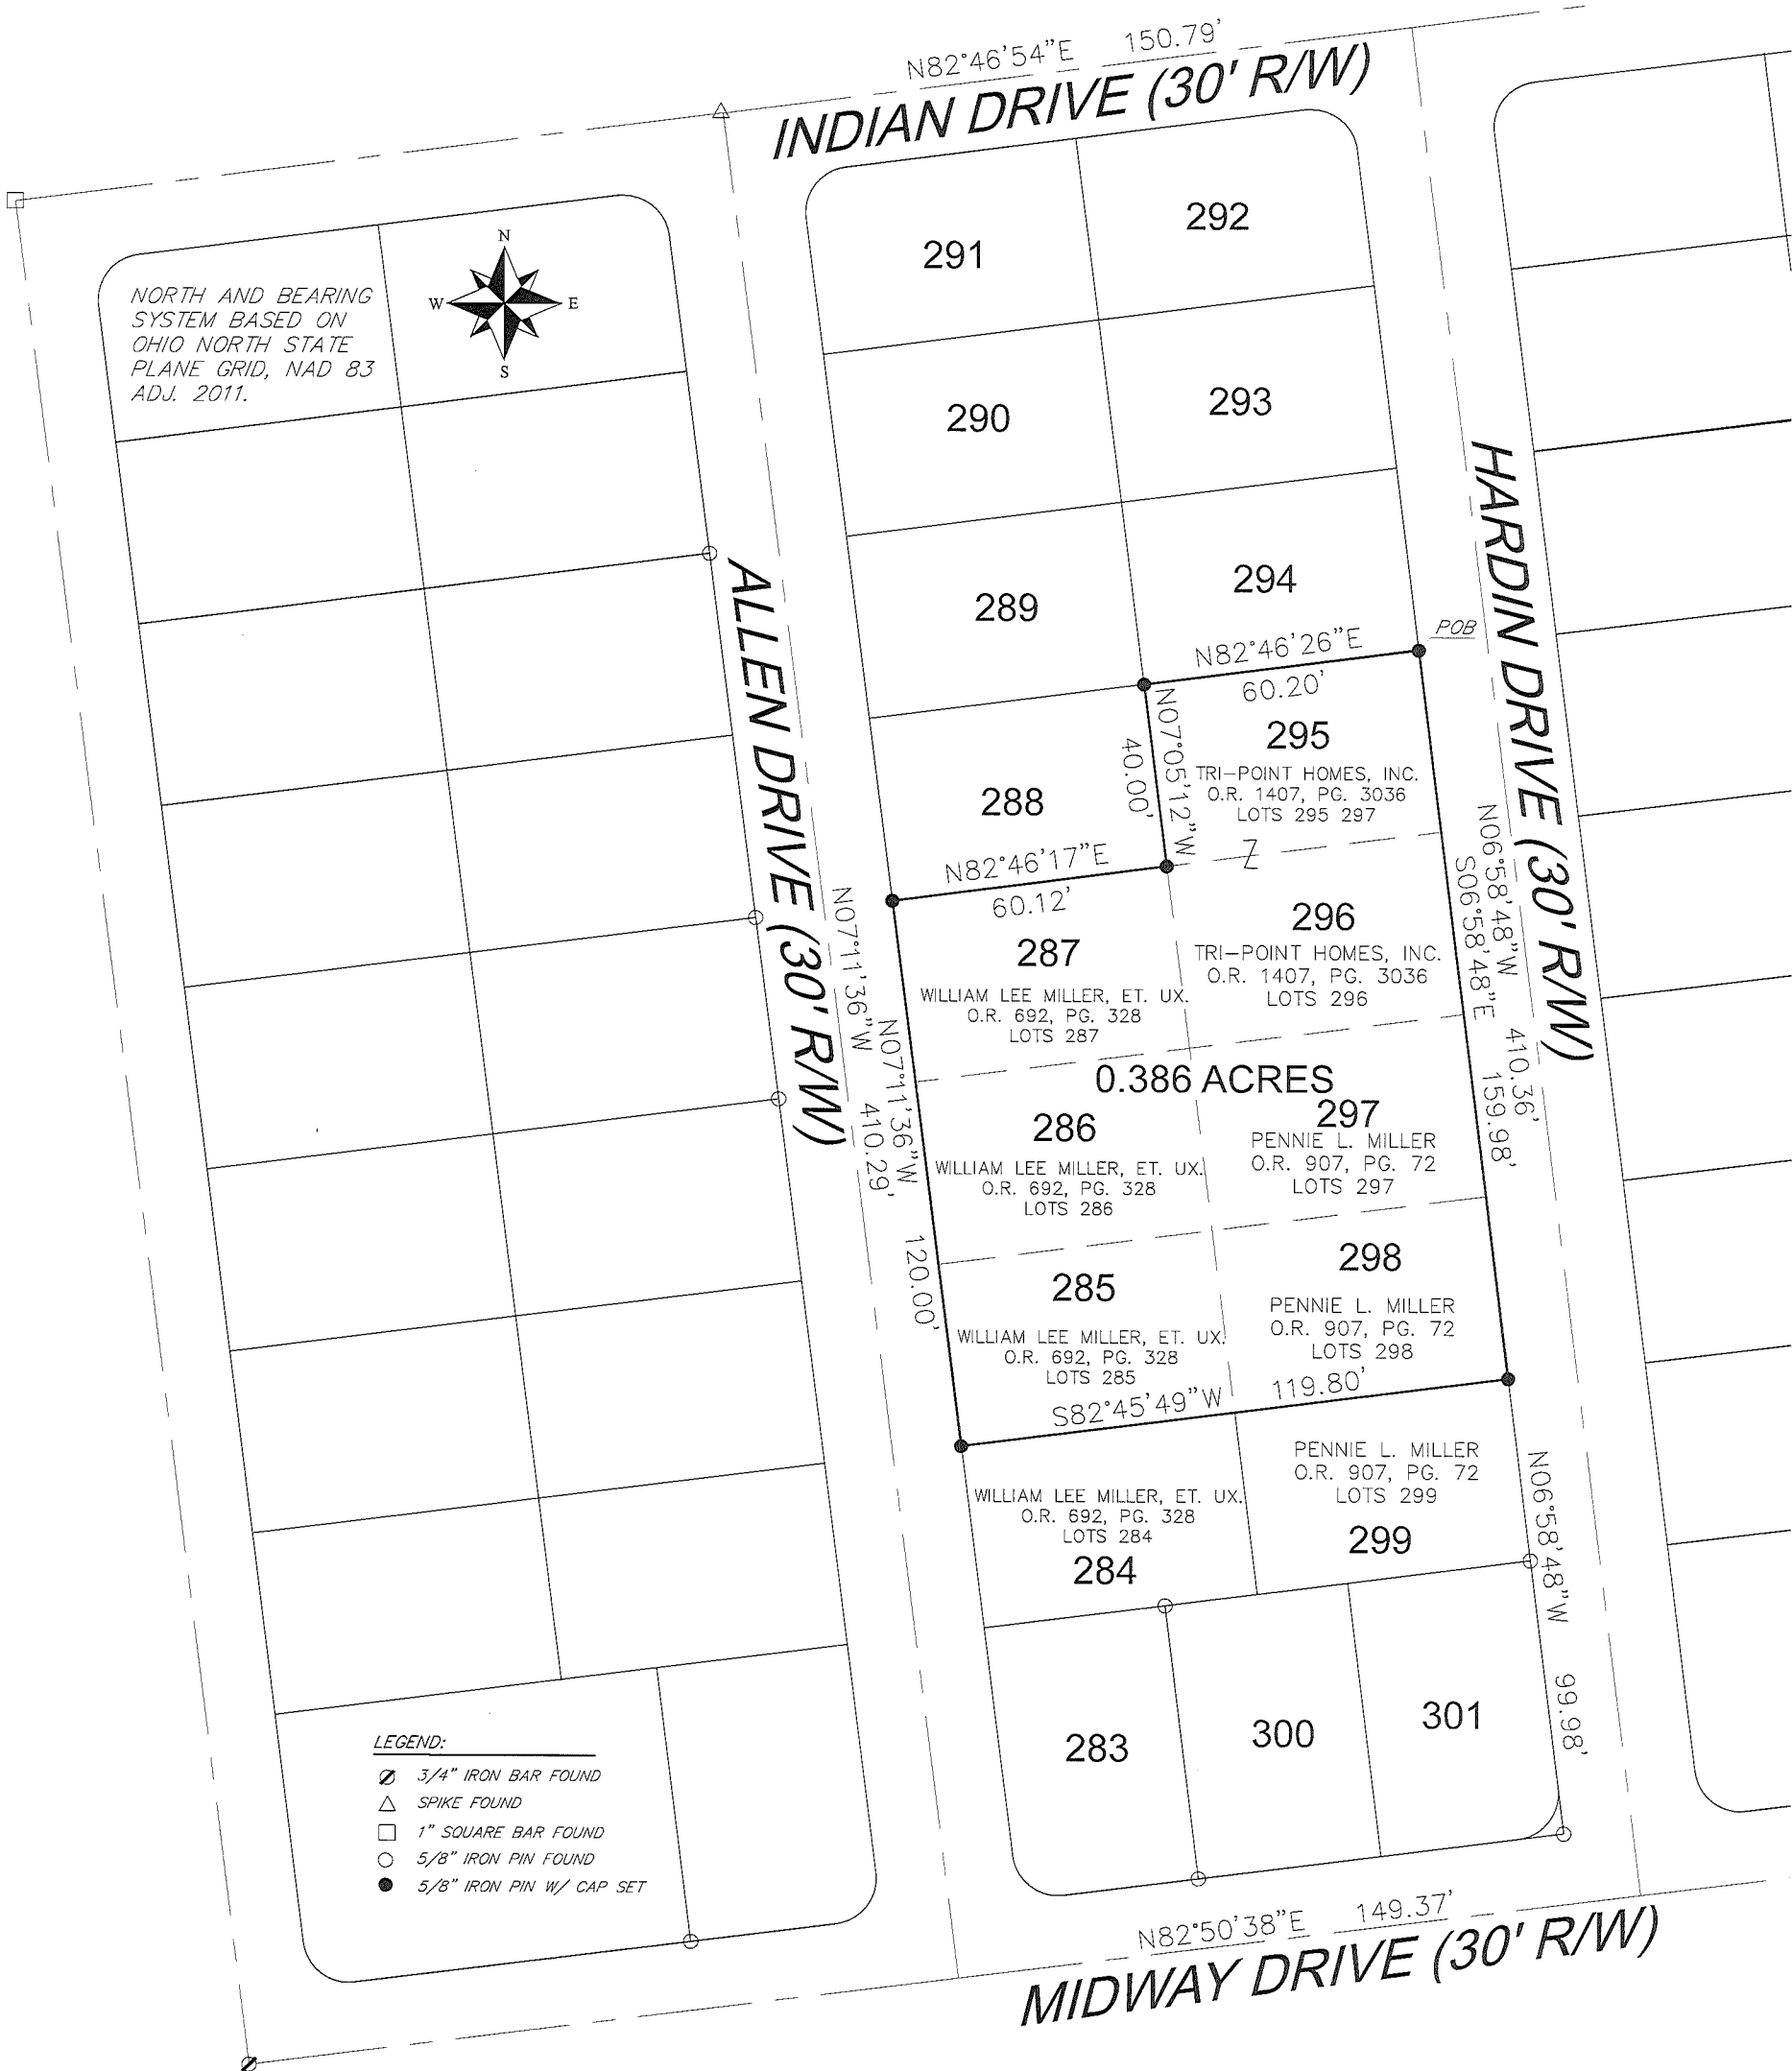 N82°46'54"E 150.79'
INDIAN DRIVE (30' R/W)
NORTH AND BEARING
SYSTEM BASED ON
OHIO NORTH STATE
PLANE GRID, NAD 83
ADJ. 2011.
N
W
E
S
291
292
290
293
289
294
ALLEN DRIVE (30' R/W)
HARDIN DRIVE (30' R/W)
POB
N82°46'26"E
60.20'
N07°05'12"W
40.00'
295
TRI-POINT HOMES, INC.
O.R. 1407, PG. 3036
LOTS 295 297
288
N82°46'17"E
60.12'
Z
N06°58'48"W 410.36'
S06°58'48"E 159.98'
N07°11'36"W 410.29'
N07°11'36"W 120.00'
287
WILLIAM LEE MILLER, ET. UX.
O.R. 692, PG. 328
LOTS 287
296
TRI-POINT HOMES, INC.
O.R. 1407, PG. 3036
LOTS 296
0.386 ACRES
286
WILLIAM LEE MILLER, ET. UX.
O.R. 692, PG. 328
LOTS 286
297
PENNIE L. MILLER
O.R. 907, PG. 72
LOTS 297
285
WILLIAM LEE MILLER, ET. UX.
O.R. 692, PG. 328
LOTS 285
298
PENNIE L. MILLER
O.R. 907, PG. 72
LOTS 298
S82°45'49"W 119.80'
WILLIAM LEE MILLER, ET. UX.
O.R. 692, PG. 328
LOTS 284
284
PENNIE L. MILLER
O.R. 907, PG. 72
LOTS 299
299
N06°58'48"W 99.98'
283
300
301
LEGEND:
3/4" IRON BAR FOUND
SPIKE FOUND
1" SQUARE BAR FOUND
5/8" IRON PIN FOUND
5/8" IRON PIN W/ CAP SET
N82°50'38"E 149.37'
MIDWAY DRIVE (30' R/W)